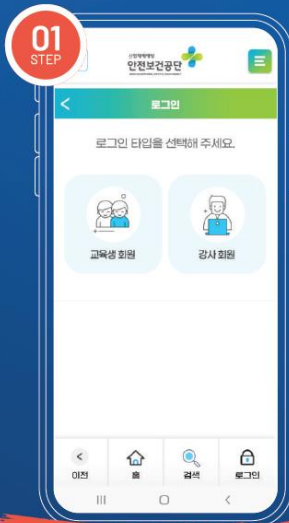 01
STEP
산업재해예방
안전보건공단
로그인
로그인 타입을 선택해 주세요.
교육생 회원
강사 회원
이전
홈
검색
로그인